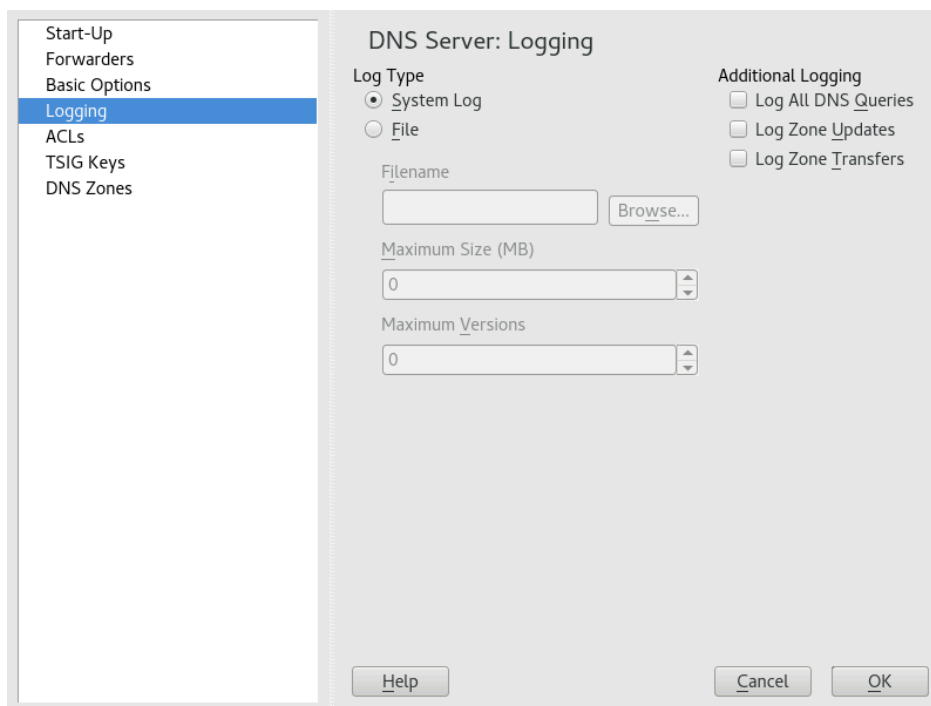 Start-Up
Forwarders
Basic Options
Logging
ACLs
TSIG Keys
DNS Zones
DNS Server: Logging
Log Type
System Log
File
Filename
Browse...
Maximum Size (MB)
0
Maximum Versions
0
Additional Logging
Log All DNS Queries
Log Zone Updates
Log Zone Transfers
Help
Cancel
OK